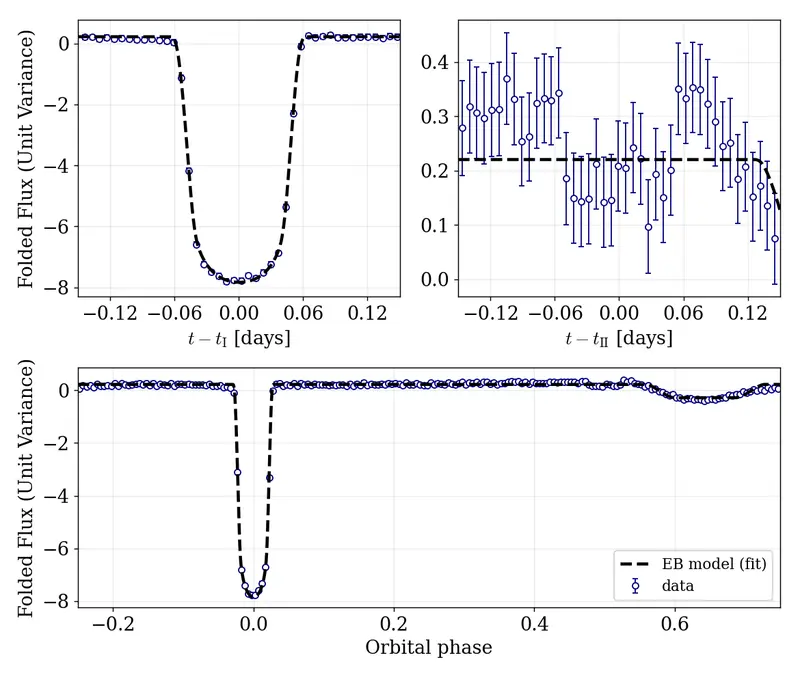 Folded Flux (Unit Variance)
0
−2
−4
−6
−8
−0.12 −0.06 0.00 0.06 0.12
t − t_I [days]
0.4
0.3
0.2
0.1
0.0
−0.12 −0.06 0.00 0.06 0.12
t − t_II [days]
Folded Flux (Unit Variance)
0
−2
−4
−6
−8
EB model (fit)
data
−0.2 0.0 0.2 0.4 0.6
Orbital phase